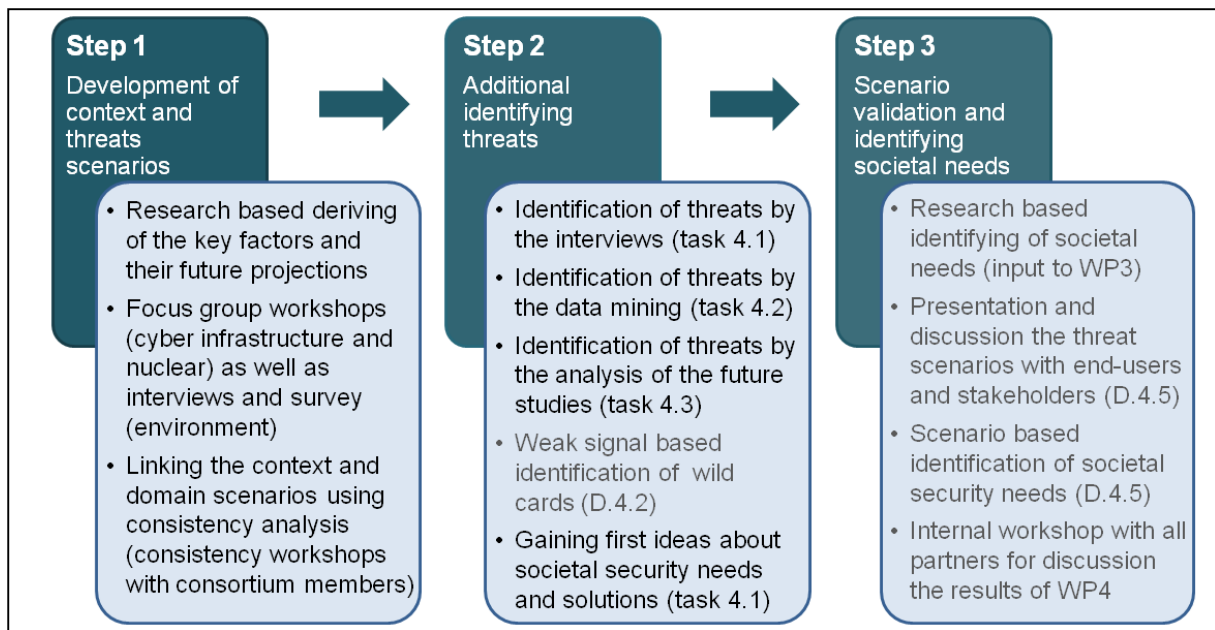 Step 1
Development of
context and
threats
scenarios
• Research based deriving
of the key factors and
their future projections
• Focus group workshops
(cyber infrastructure and
nuclear) as well as
interviews and survey
(environment)
• Linking the context and
domain scenarios using
consistency analysis
(consistency workshops
with consortium members)
Step 2
Additional
identifying
threats
• Identification of threats by
the interviews (task 4.1)
• Identification of threats by
the data mining (task 4.2)
• Identification of threats by
the analysis of the future
studies (task 4.3)
• Weak signal based
identification of wild
cards (D.4.2)
• Gaining first ideas about
societal security needs
and solutions (task 4.1)
Step 3
Scenario
validation and
identifying
societal needs
• Research based
identifying of societal
needs (input to WP3)
• Presentation and
discussion the threat
scenarios with end-users
and stakeholders (D.4.5)
• Scenario based
identification of societal
security needs (D.4.5)
• Internal workshop with all
partners for discussion
the results of WP4